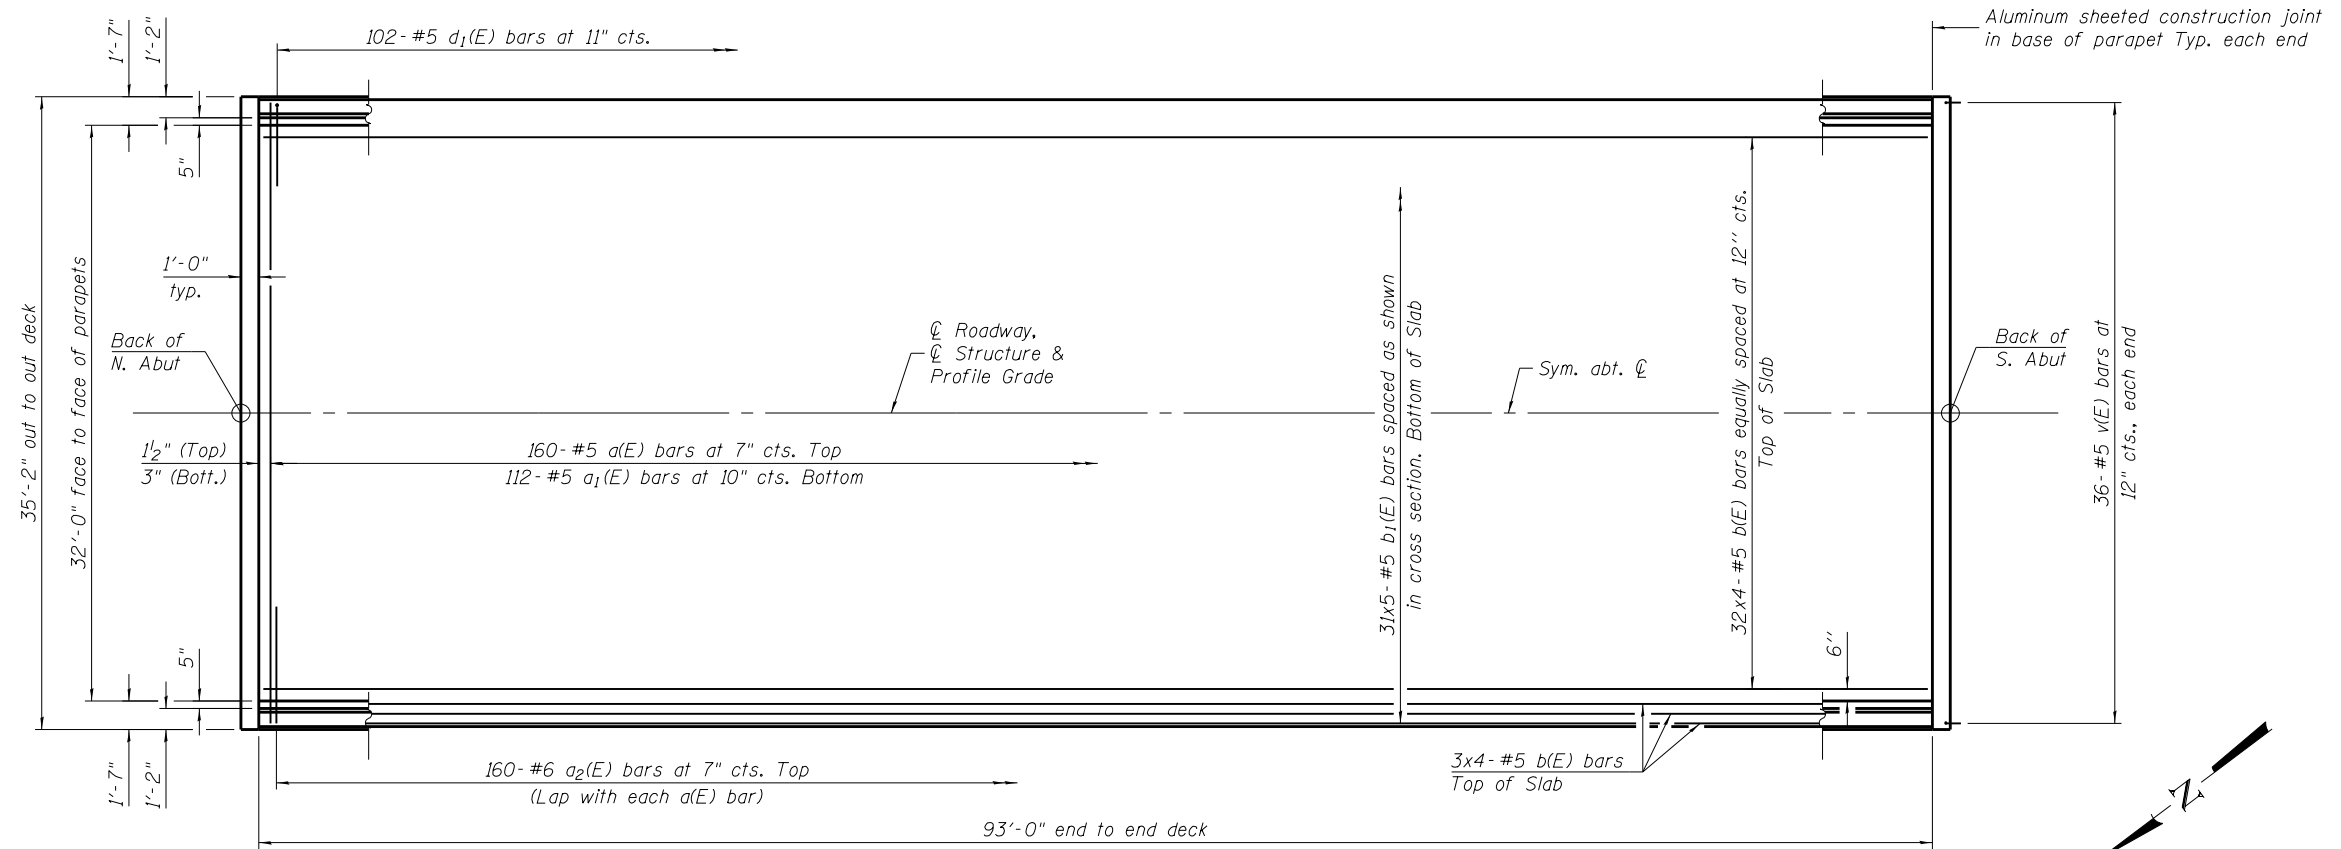 Aluminum sheeted construction joint
in base of parapet Typ. each end
102-#5 d1(E) bars at 11" cts.
1'-7"
1'-2"
5"
35'-2" out to out deck
32'-0" face to face of parapets
1'-0"
typ.
Back of
N. Abut
℄ Roadway,
℄ Structure &
Profile Grade
Sym. abt. ℄
Back of
S. Abut
31x5-#5 b1(E) bars spaced as shown
in cross section. Bottom of Slab
32x4-#5 b(E) bars equally spaced at 12'' cts.
Top of Slab
36-#5 v(E) bars at
12" cts., each end
1½" (Top)
3" (Bott.)
160-#5 a(E) bars at 7" cts. Top
112-#5 a1(E) bars at 10" cts. Bottom
6''
5"
1'-7"
1'-2"
160-#6 a2(E) bars at 7" cts. Top
(Lap with each a(E) bar)
3x4-#5 b(E) bars
Top of Slab
N
93'-0" end to end deck